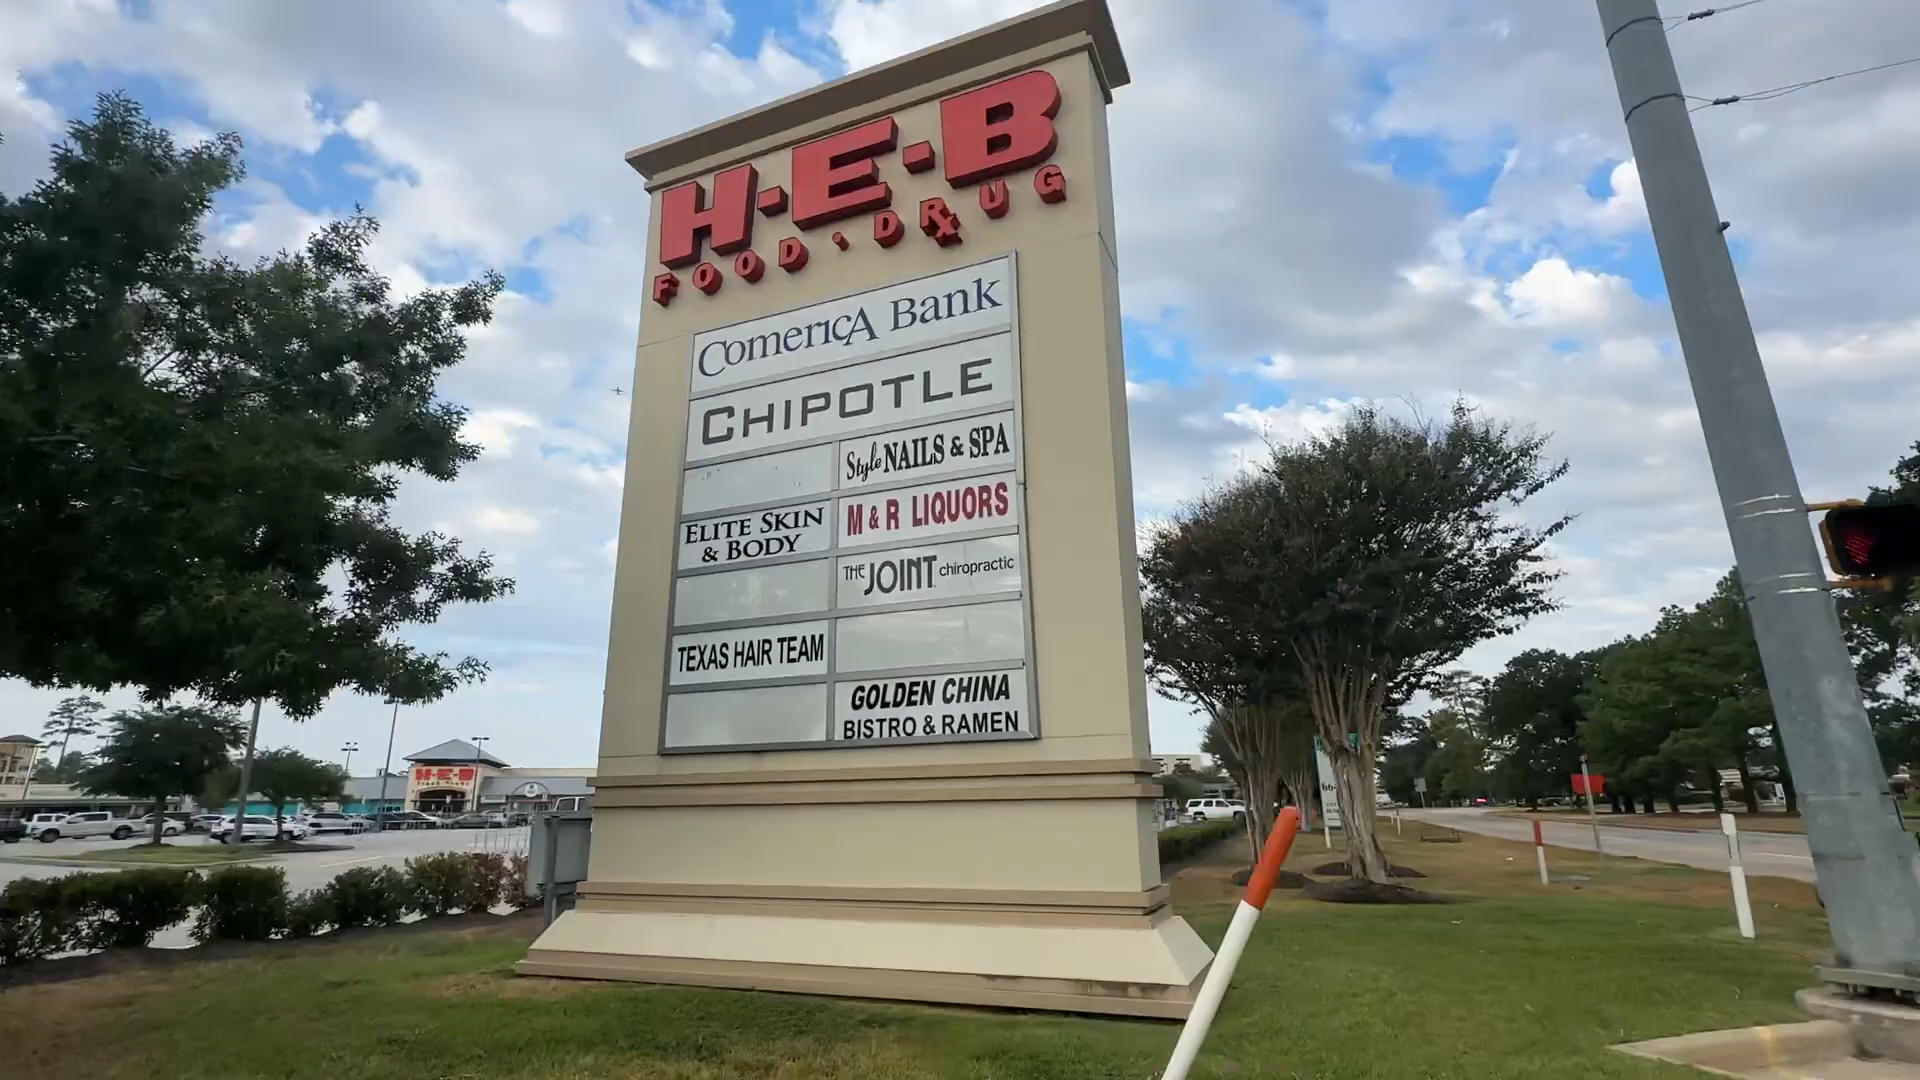 H-E-B
FOOD · DRUG
ComericA Bank
CHIPOTLE
Style NAILS & SPA
ELITE SKIN
& BODY
M & R LIQUORS
THE JOINT chiropractic
TEXAS HAIR TEAM
GOLDEN CHINA
BISTRO & RAMEN
H-E-B